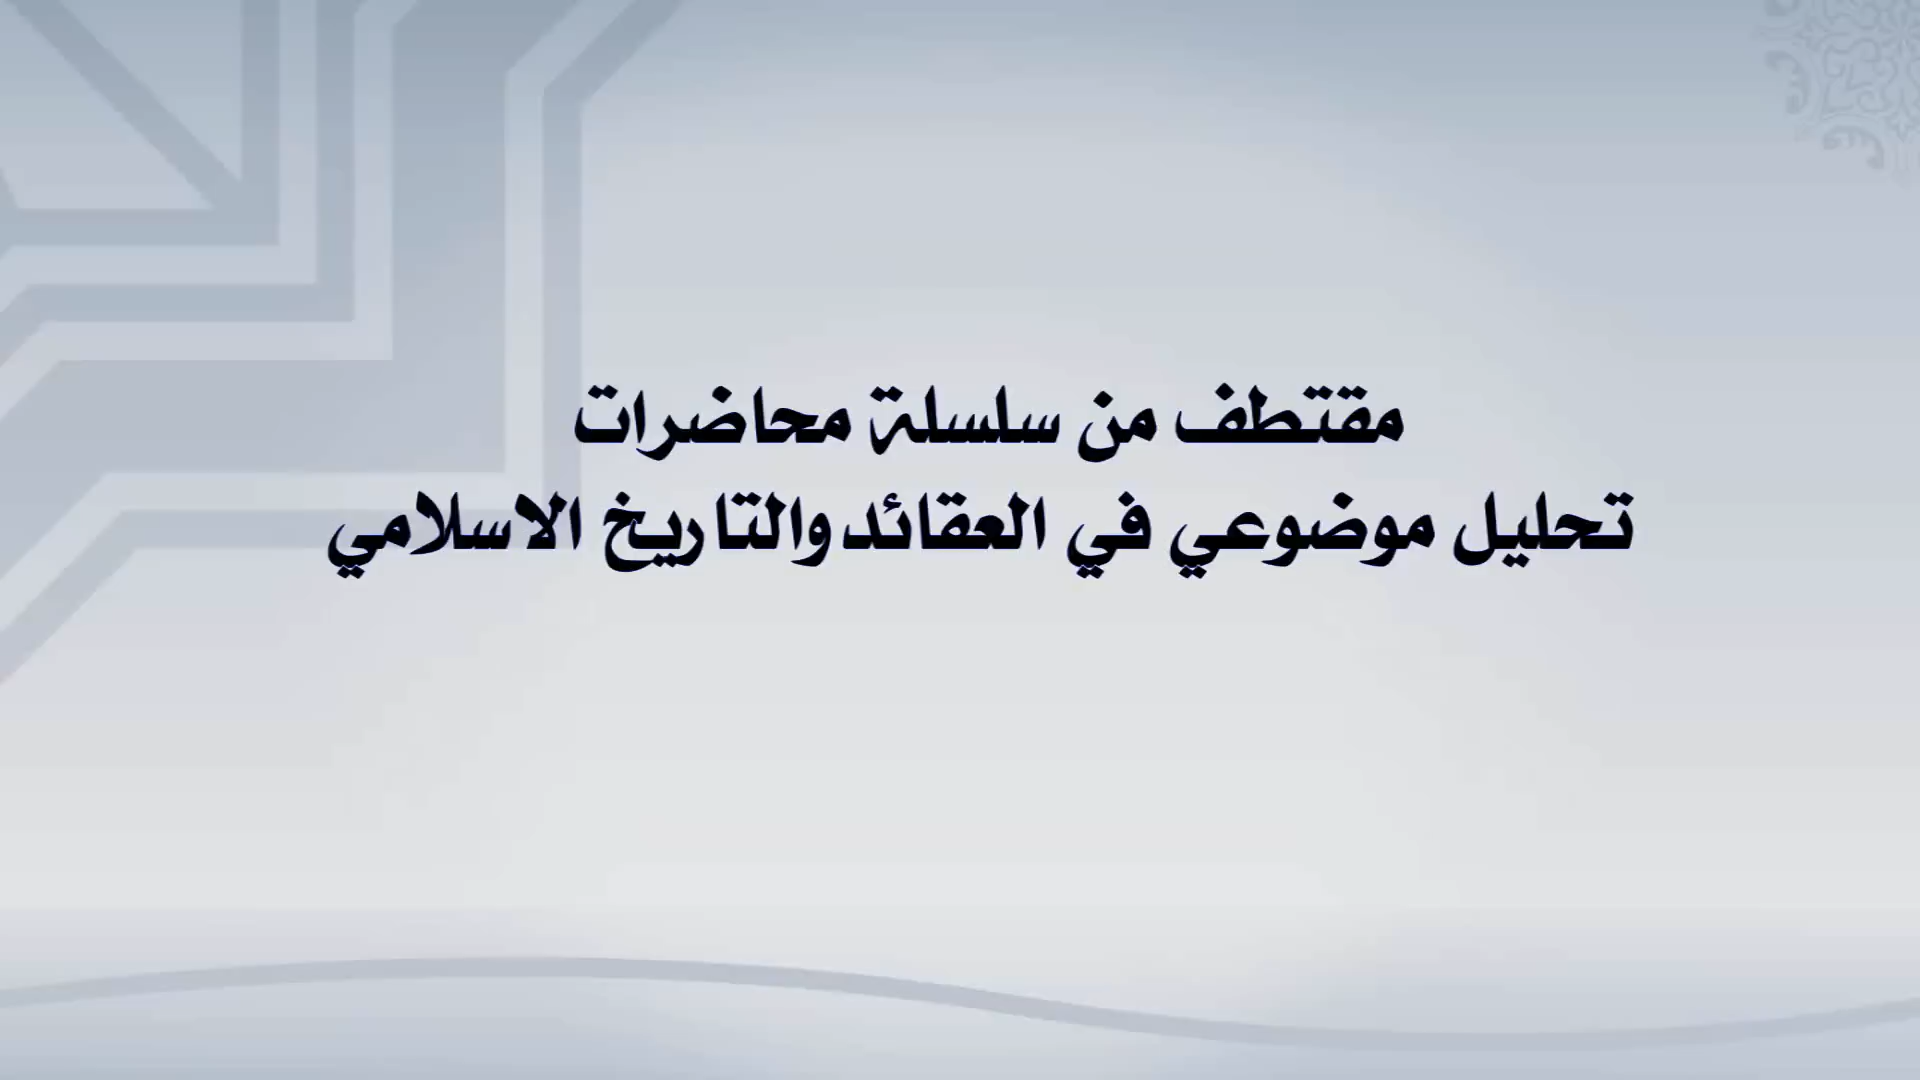 مقتطف من سلسلة محاضرات
تحليل موضوعي في العقائد والتاريخ الاسلامي